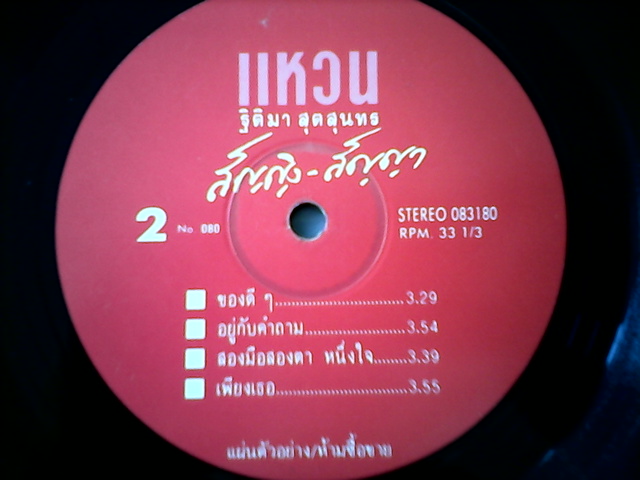 แหวน
ฐิติมา สุตสุนทร
สัญญิง - สัญญา
2 No 080 STEREO 083180
RPM. 33 1/3
ของดี ๆ..............................3.29
อยู่กับคำถาม........................3.54
สองมือสองตา หนึ่งใจ........3.39
เพียงเธอ...............................3.55
แผ่นตัวอย่าง/ห้ามซื้อขาย